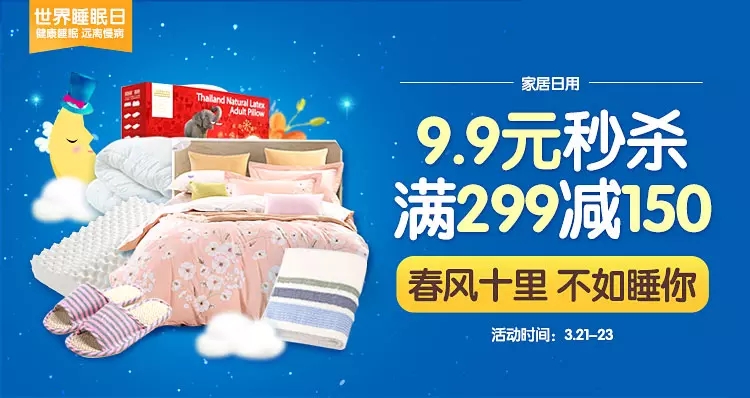 世界睡眠日
健康睡眠 远离慢病
Thailand Natural Latex
Adult Pillow
家居日用
9.9元秒杀
满299减150
春风十里 不如睡你
活动时间：3.21-23